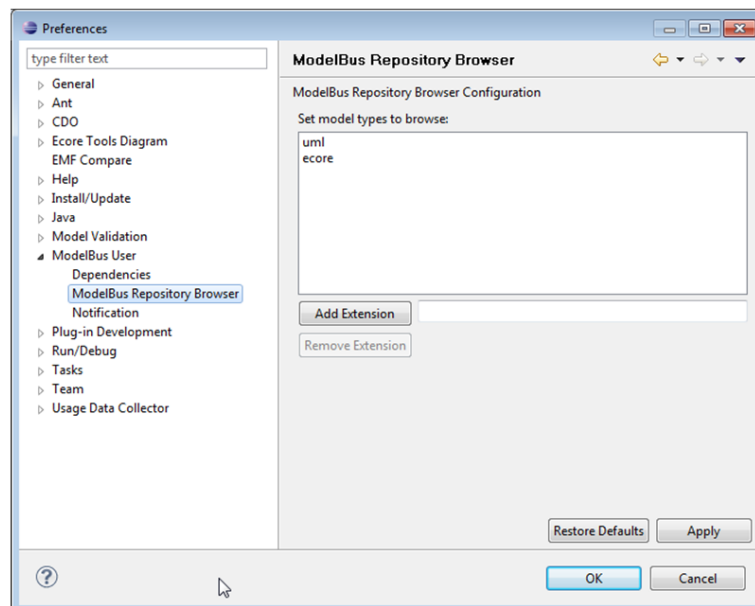 Preferences
type filter text
General
Ant
CDO
Ecore Tools Diagram
EMF Compare
Help
Install/Update
Java
Model Validation
ModelBus User
Dependencies
ModelBus Repository Browser
Notification
Plug-in Development
Run/Debug
Tasks
Team
Usage Data Collector
ModelBus Repository Browser
ModelBus Repository Browser Configuration
Set model types to browse:
uml
ecore
Add Extension
Remove Extension
Restore Defaults Apply
? OK Cancel